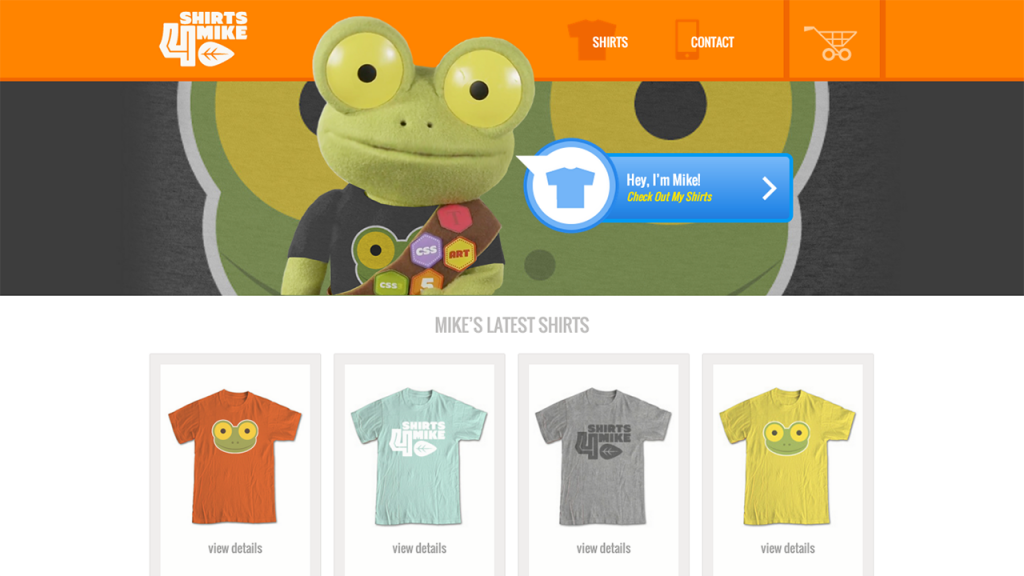 SHIRTS
4 MIKE
SHIRTS
CONTACT
Hey, I'm Mike!
Check Out My Shirts
CSS
ART
CSS3
5
MIKE'S LATEST SHIRTS
SHIRTS
4 MIKE
SHIRTS
4 MIKE
view details
view details
view details
view details